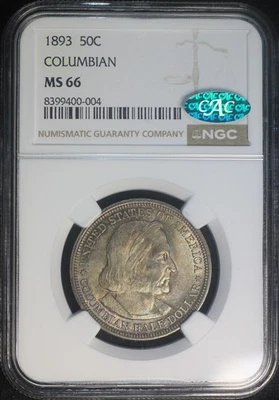 1893 50C
COLUMBIAN
MS 66
8399400-004
NUMISMATIC GUARANTY COMPANY
NGC
CAC
UNITED STATES OF AMERICA
COLUMBIAN HALF DOLLAR